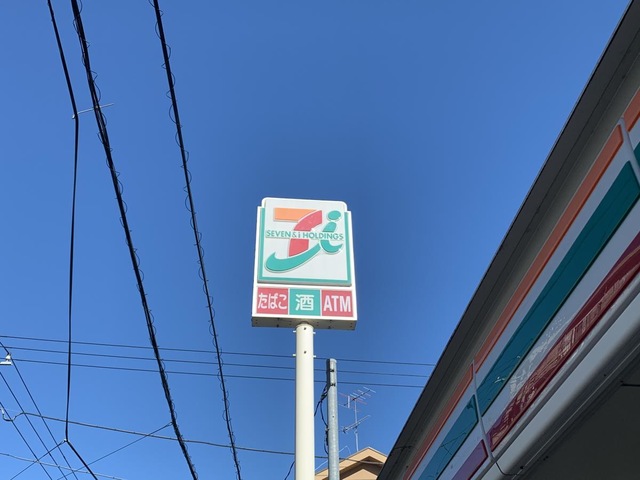 SEVEN & i HOLDINGS
たばこ 酒 ATM